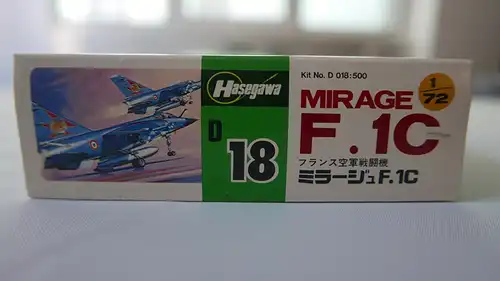 Hasegawa
D
18
Kit No. D 018:500
MIRAGE
1/72
F.1C
フランス空軍戦闘機
ミラージュF.1C